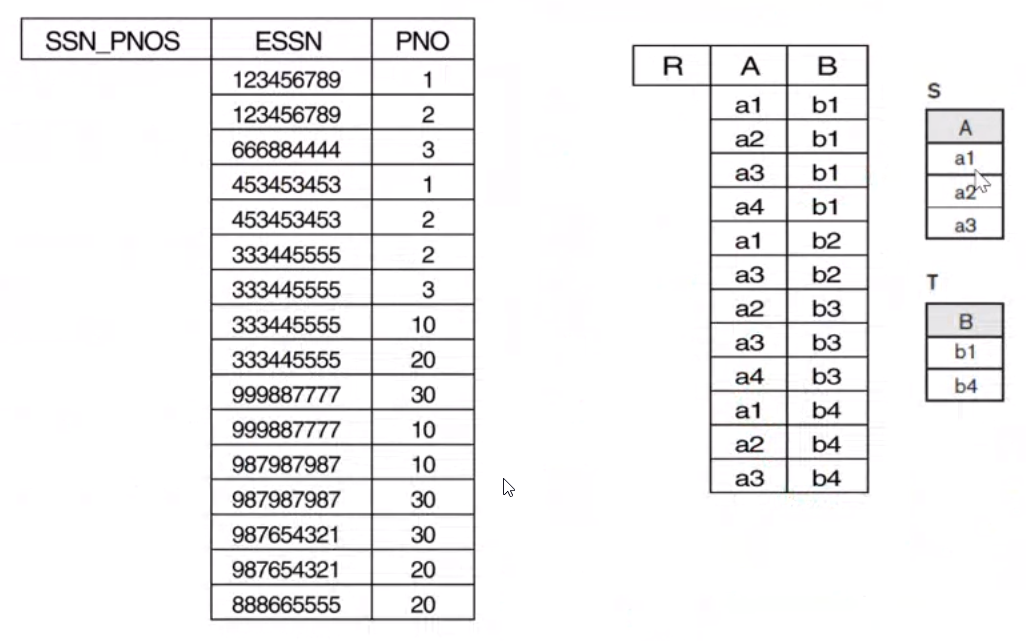 SSN_PNOS ESSN PNO
123456789 1
123456789 2
666884444 3
453453453 1
453453453 2
333445555 2
333445555 3
333445555 10
333445555 20
999887777 30
999887777 10
987987987 10
987987987 30
987654321 30
987654321 20
888665555 20
R A B
a1 b1
a2 b1
a3 b1
a4 b1
a1 b2
a3 b2
a2 b3
a3 b3
a4 b3
a1 b4
a2 b4
a3 b4
S
A
a1
a2
a3
T
B
b1
b4